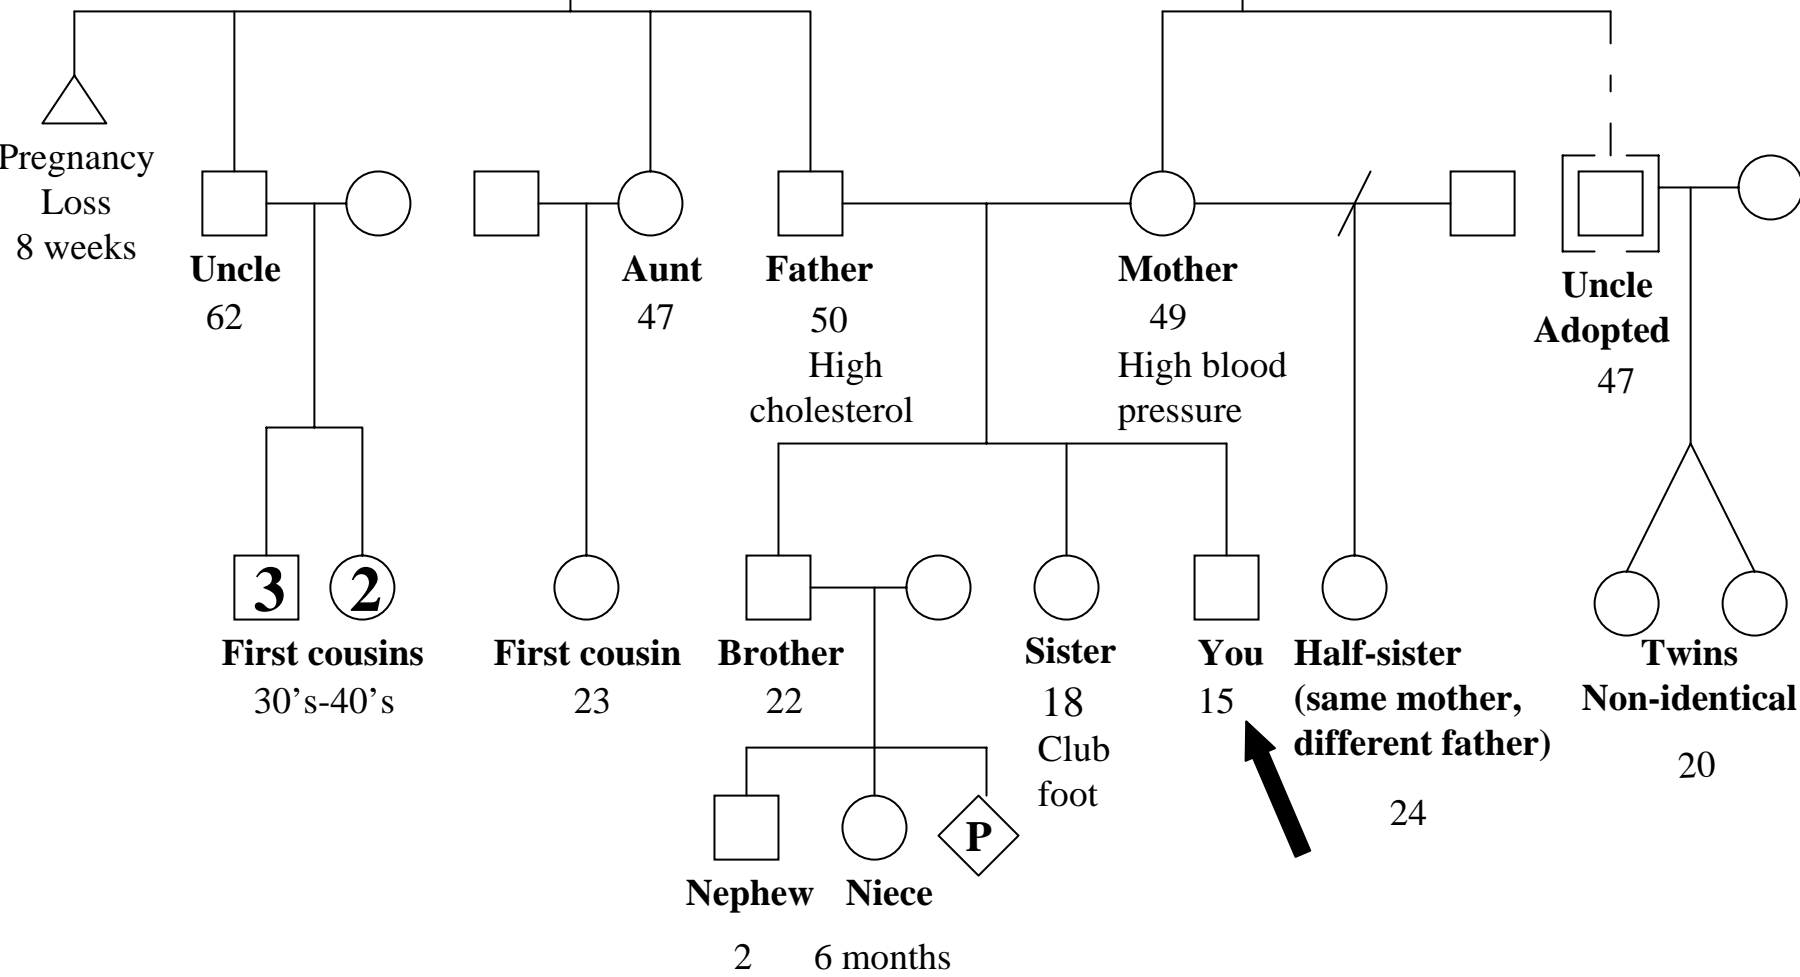 Pregnancy
Loss
8 weeks
Uncle
62
Aunt
47
Father
50
High
cholesterol
Mother
49
High blood
pressure
Uncle
Adopted
47
3
2
First cousins
30’s-40’s
First cousin
23
Brother
22
Sister
18
Club
foot
You
15
Half-sister
(same mother,
different father)
24
Twins
Non-identical
20
P
Nephew
2
Niece
6 months